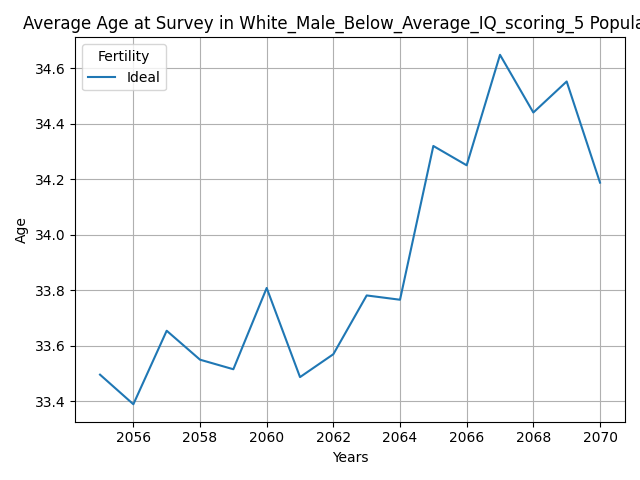 Average Age at Survey in White_Male_Below_Average_IQ_scoring_5 Popula
Fertility
Ideal
34.6
34.4
34.2
34.0
33.8
33.6
33.4
Age
2056 2058 2060 2062 2064 2066 2068 2070
Years